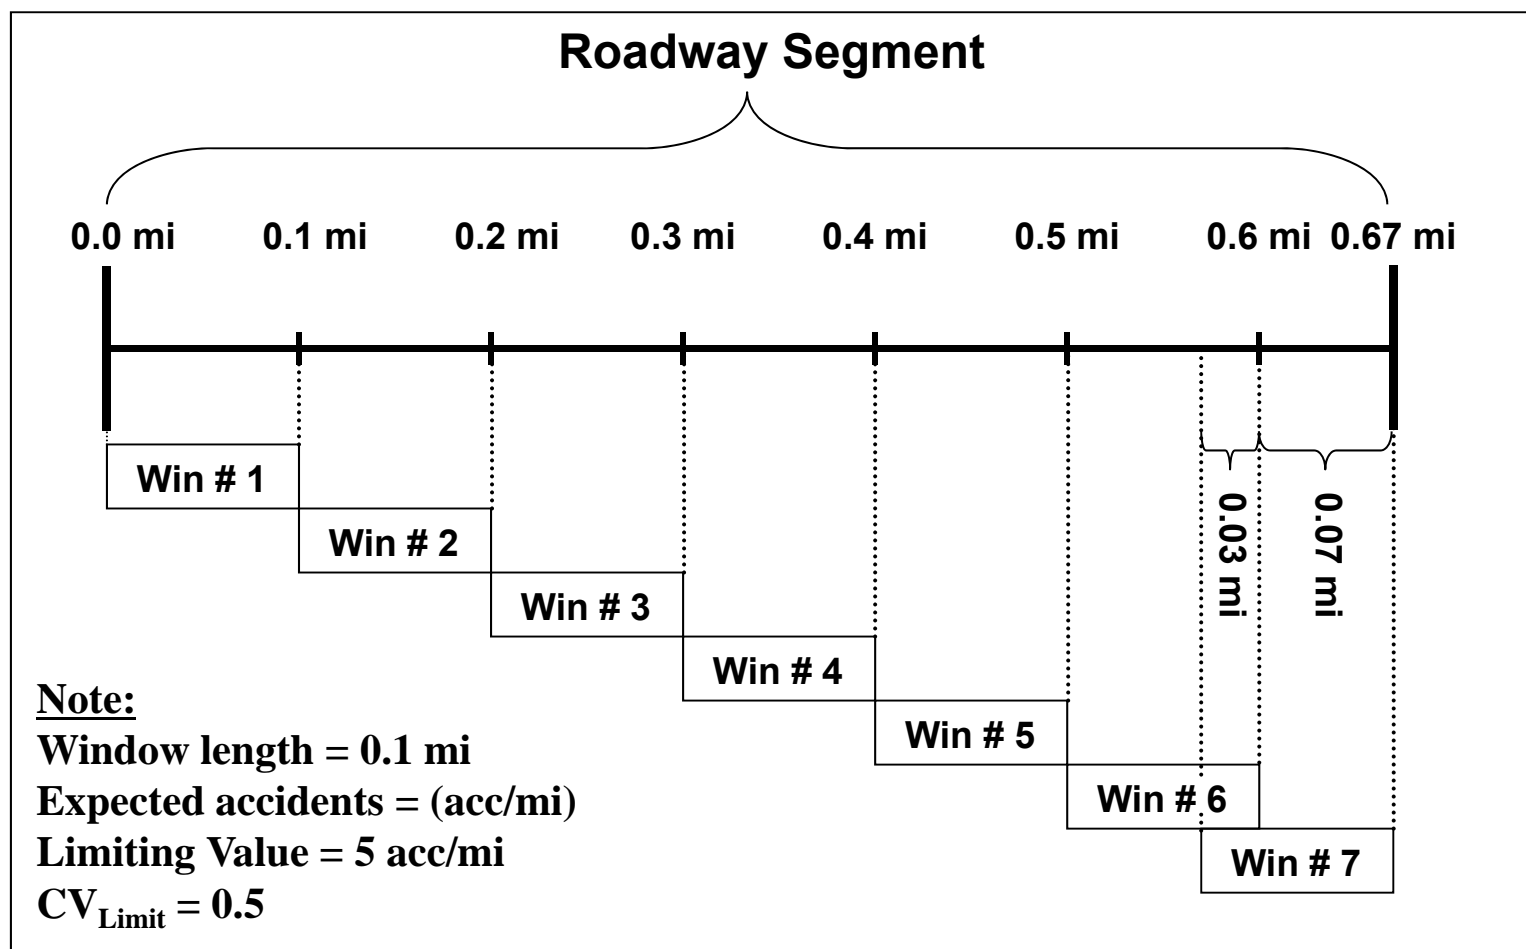 Roadway Segment
0.0 mi 0.1 mi 0.2 mi 0.3 mi 0.4 mi 0.5 mi 0.6 mi 0.67 mi
Win # 1
Win # 2
Win # 3
Win # 4
Win # 5
Win # 6
Win # 7
0.03 mi
0.07 mi
Note:
Window length = 0.1 mi
Expected accidents = (acc/mi)
Limiting Value = 5 acc/mi
CVLimit = 0.5